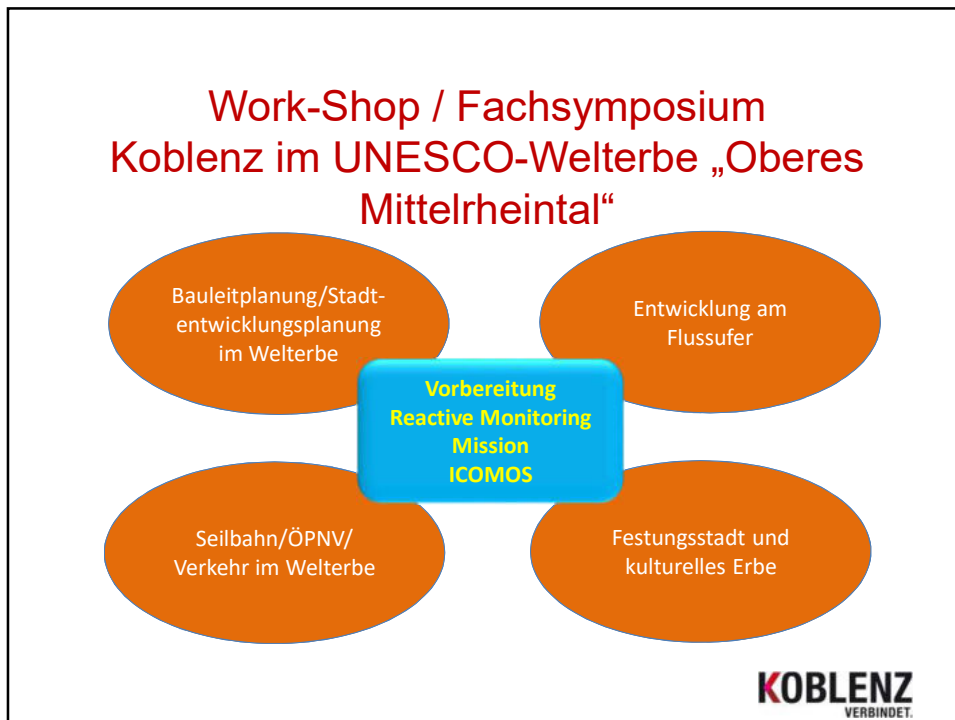 Work-Shop / Fachsymposium
Koblenz im UNESCO-Welterbe „Oberes
Mittelrheintal“
Bauleitplanung/Stadt-
entwicklungsplanung
im Welterbe
Entwicklung am
Flussufer
Vorbereitung
Reactive Monitoring
Mission
ICOMOS
Seilbahn/ÖPNV/
Verkehr im Welterbe
Festungsstadt und
kulturelles Erbe
KOBLENZ
VERBINDET.